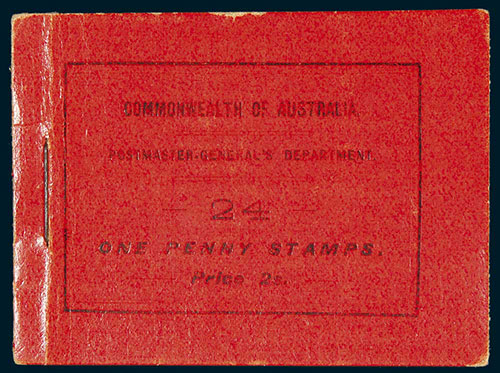 COMMONWEALTH OF AUSTRALIA
POSTMASTER-GENERAL'S DEPARTMENT
24
ONE PENNY STAMPS.
Price 2s.